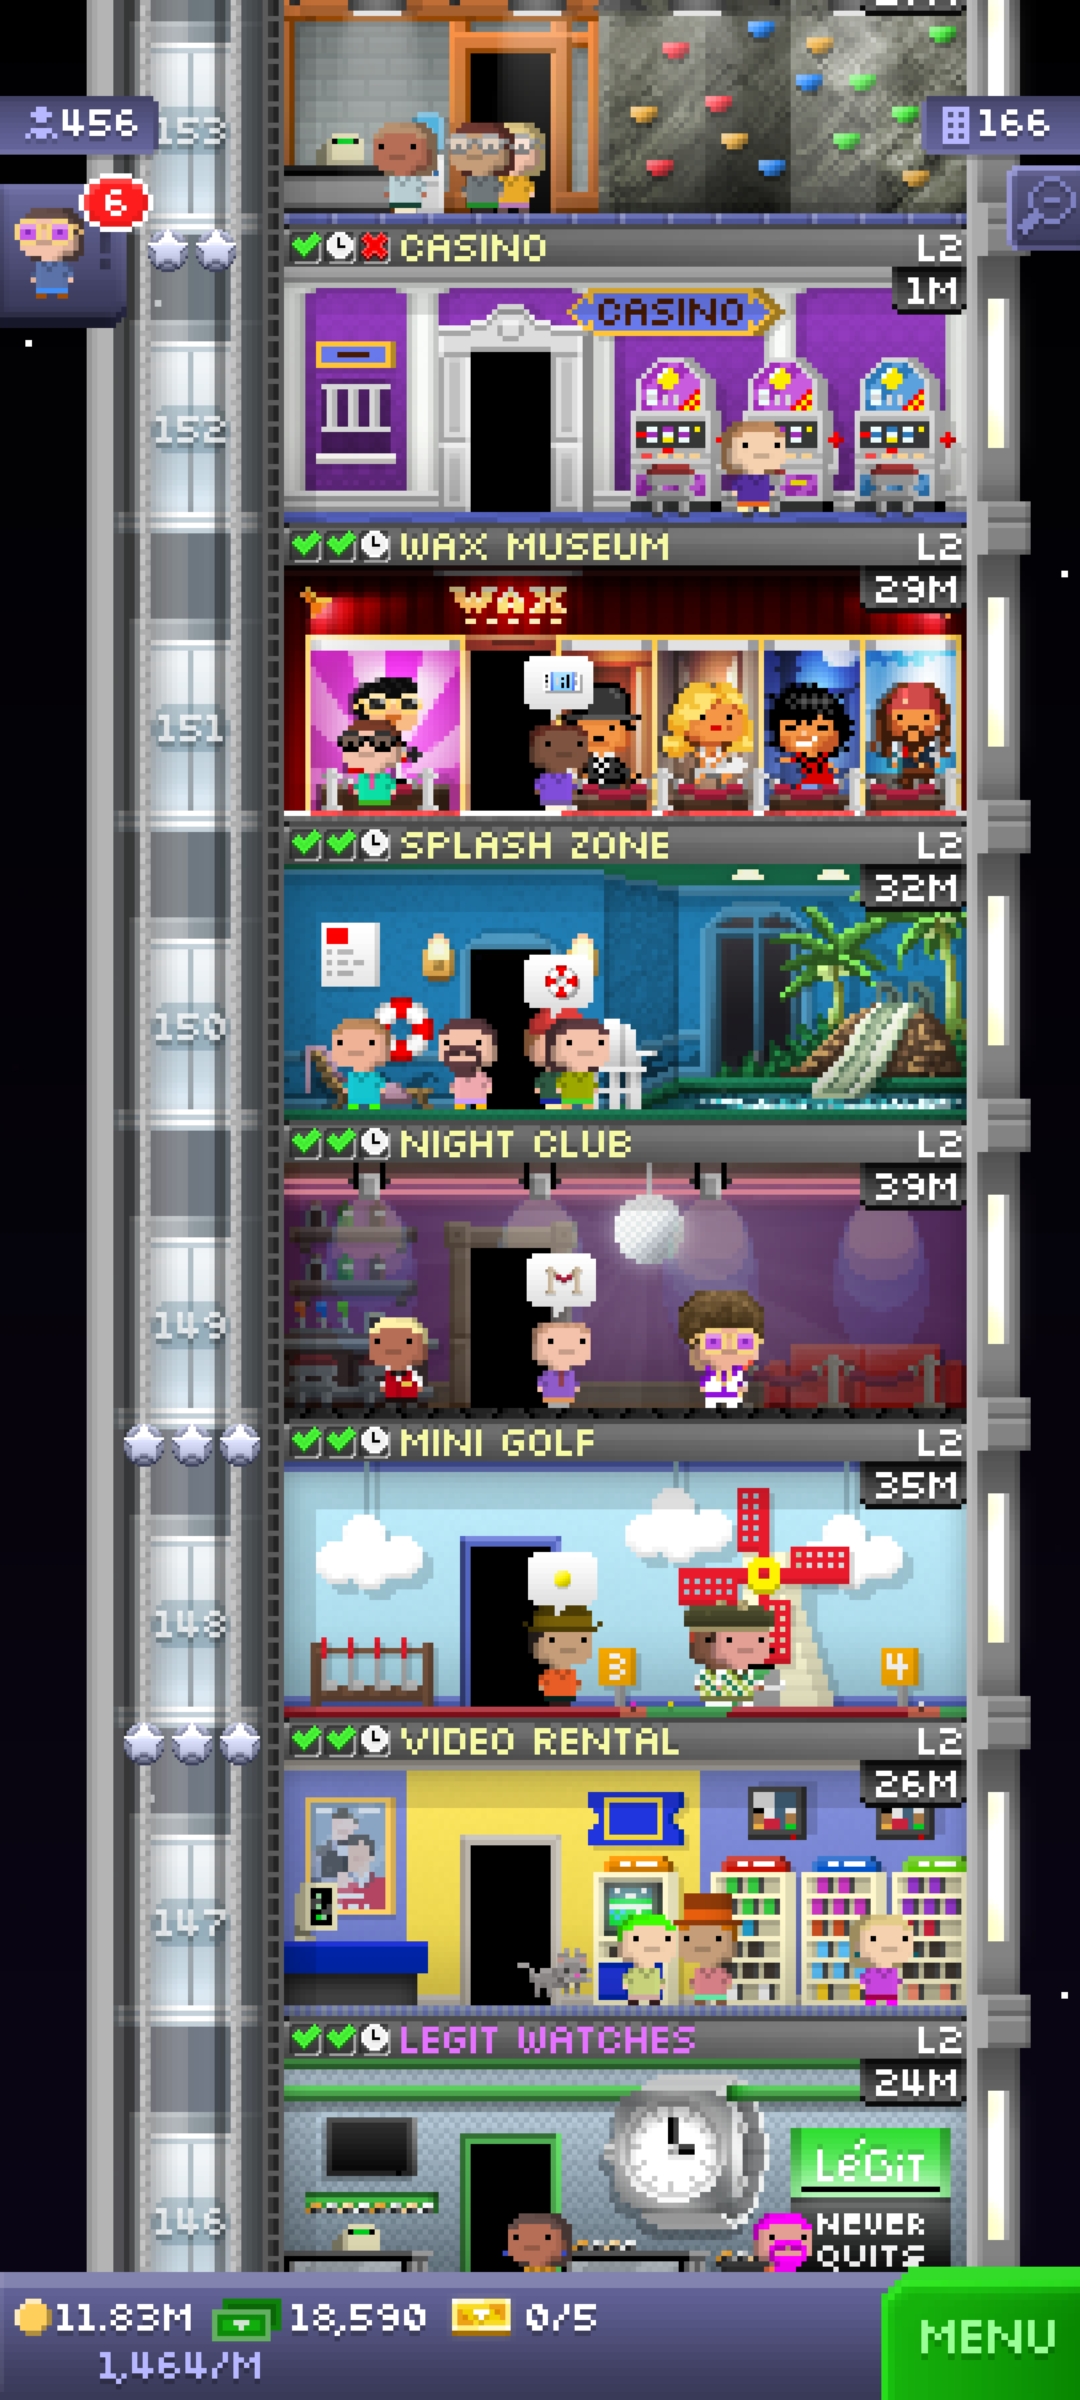 456
153
166
6
CASINO L2
1M
CASINO
152
WAX MUSEUM L2
29M
WAX
151
SPLASH ZONE L2
32M
150
NIGHT CLUB L2
39M
M
149
MINI GOLF L2
35M
148
3
4
VIDEO RENTAL L2
26M
147
LEGIT WATCHES L2
24M
LéGiT
146
NEVER
QUITS
11.83M 18,590 0/5
1,464/M
MENU